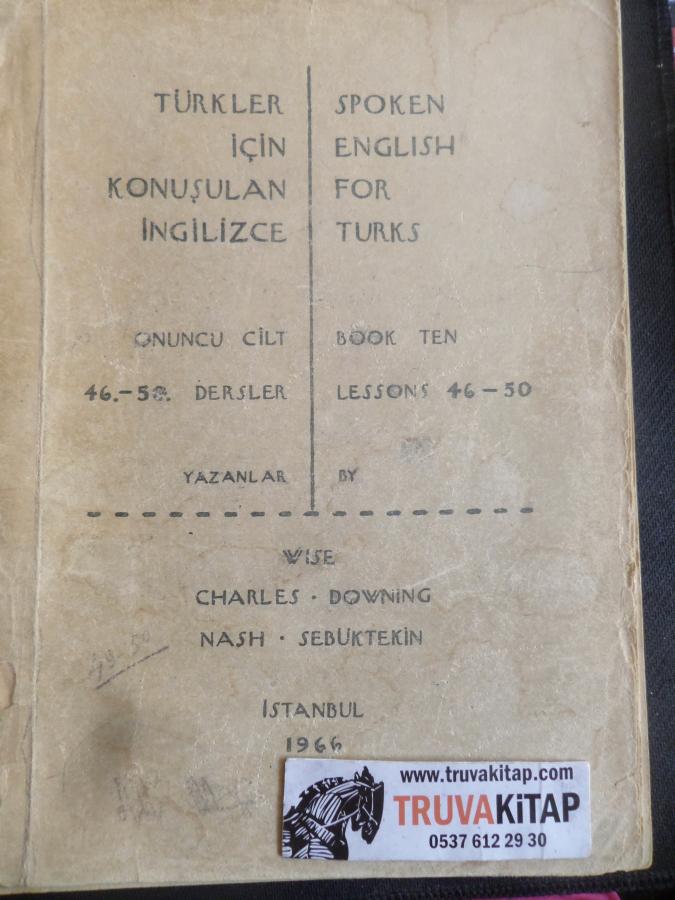 TÜRKLER
İÇİN
KONUŞULAN
İNGİLİZCE
SPOKEN
ENGLISH
FOR
TURKS
ONUNCU CİLT
46.–50. DERSLER
BOOK TEN
LESSONS 46–50
YAZANLAR
BY
WISE
CHARLES · DOWNING
NASH · SEBÜKTEKİN
İSTANBUL
1966
www.truvakitap.com
TRUVAKİTAP
0537 612 29 30